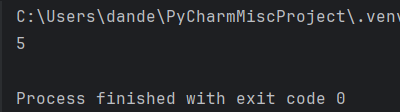 C:\Users\dande\PyCharmMiscProject\.venv
5
Process finished with exit code 0